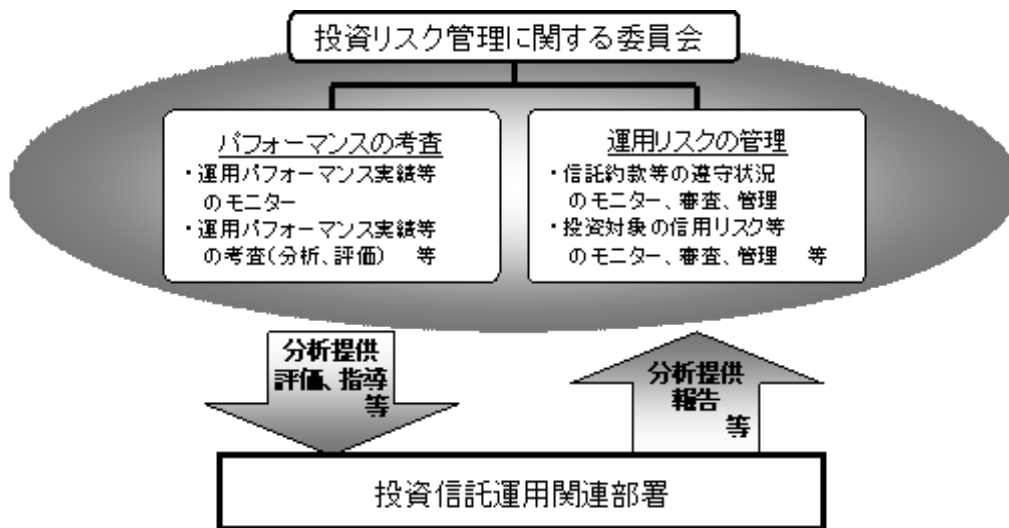 投資リスク管理に関する委員会
パフォーマンスの考査
・運用パフォーマンス実績等
のモニター
・運用パフォーマンス実績等
の考査(分析、評価) 等
運用リスクの管理
・信託約款等の遵守状況
のモニター、審査、管理
・投資対象の信用リスク等
のモニター、審査、管理 等
分析提供
評価、指導
等
分析提供
報告
等
投資信託運用関連部署